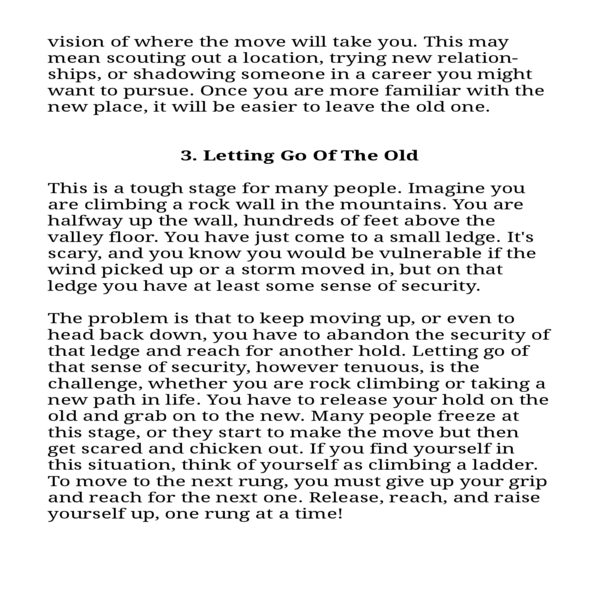 vision of where the move will take you. This may
mean scouting out a location, trying new relation-
ships, or shadowing someone in a career you might
want to pursue. Once you are more familiar with the
new place, it will be easier to leave the old one.
3. Letting Go Of The Old
This is a tough stage for many people. Imagine you
are climbing a rock wall in the mountains. You are
halfway up the wall, hundreds of feet above the
valley floor. You have just come to a small ledge. It's
scary, and you know you would be vulnerable if the
wind picked up or a storm moved in, but on that
ledge you have at least some sense of security.
The problem is that to keep moving up, or even to
head back down, you have to abandon the security of
that ledge and reach for another hold. Letting go of
that sense of security, however tenuous, is the
challenge, whether you are rock climbing or taking a
new path in life. You have to release your hold on the
old and grab on to the new. Many people freeze at
this stage, or they start to make the move but then
get scared and chicken out. If you find yourself in
this situation, think of yourself as climbing a ladder.
To move to the next rung, you must give up your grip
and reach for the next one. Release, reach, and raise
yourself up, one rung at a time!